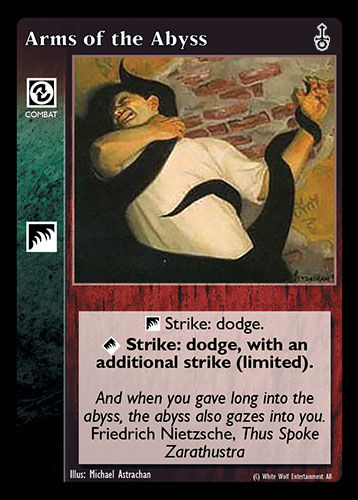 Arms of the Abyss
COMBAT
Strike: dodge.
Strike: dodge, with an
additional strike (limited).
And when you gave long into the
abyss, the abyss also gazes into you.
Friedrich Nietzsche, Thus Spoke
Zarathustra
Illus: Michael Astrachan
(C) White Wolf Entertainment AB